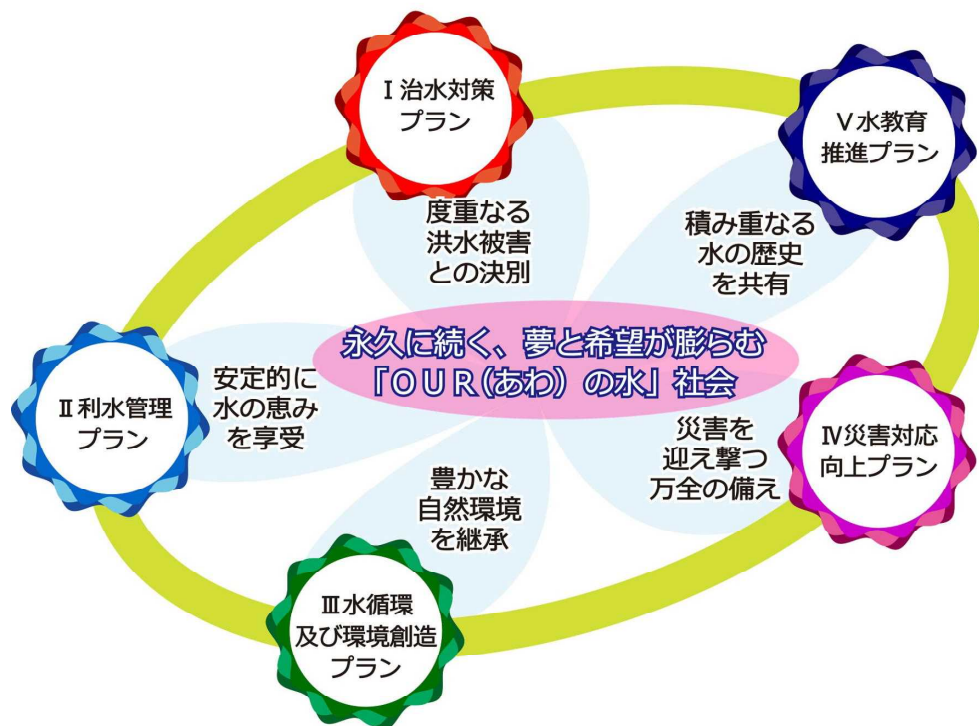 Ⅰ治水対策
プラン
度重なる
洪水被害
との決別
Ⅴ水教育
推進プラン
積み重なる
水の歴史
を共有
永久に続く、夢と希望が膨らむ
「ＯＵＲ(あわ）の水」社会
Ⅱ利水管理
プラン
安定的に
水の恵み
を享受
Ⅳ災害対応
向上プラン
災害を
迎え撃つ
万全の備え
豊かな
自然環境
を継承
Ⅲ水循環
及び環境創造
プラン